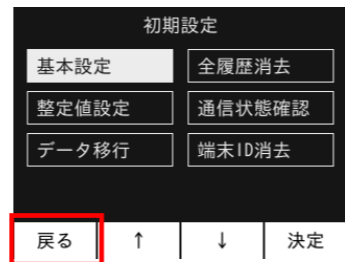 初期設定
基本設定 全履歴消去
整定値設定 通信状態確認
データ移行 端末ID消去
戻る ↑ ↓ 決定